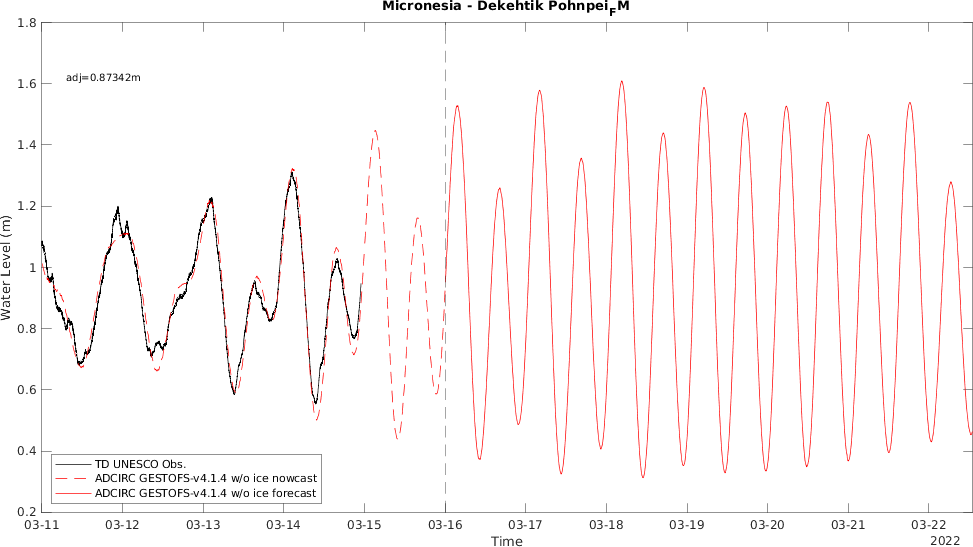 Micronesia - Dekehtik Pohnpei_FM
adj=0.87342m
Water Level (m)
1.8
1.6
1.4
1.2
1
0.8
0.6
0.4
0.2
TD UNESCO Obs.
ADCIRC GESTOFS-v4.1.4 w/o ice nowcast
ADCIRC GESTOFS-v4.1.4 w/o ice forecast
03-11 03-12 03-13 03-14 03-15 03-16 03-17 03-18 03-19 03-20 03-21 03-22
Time
2022